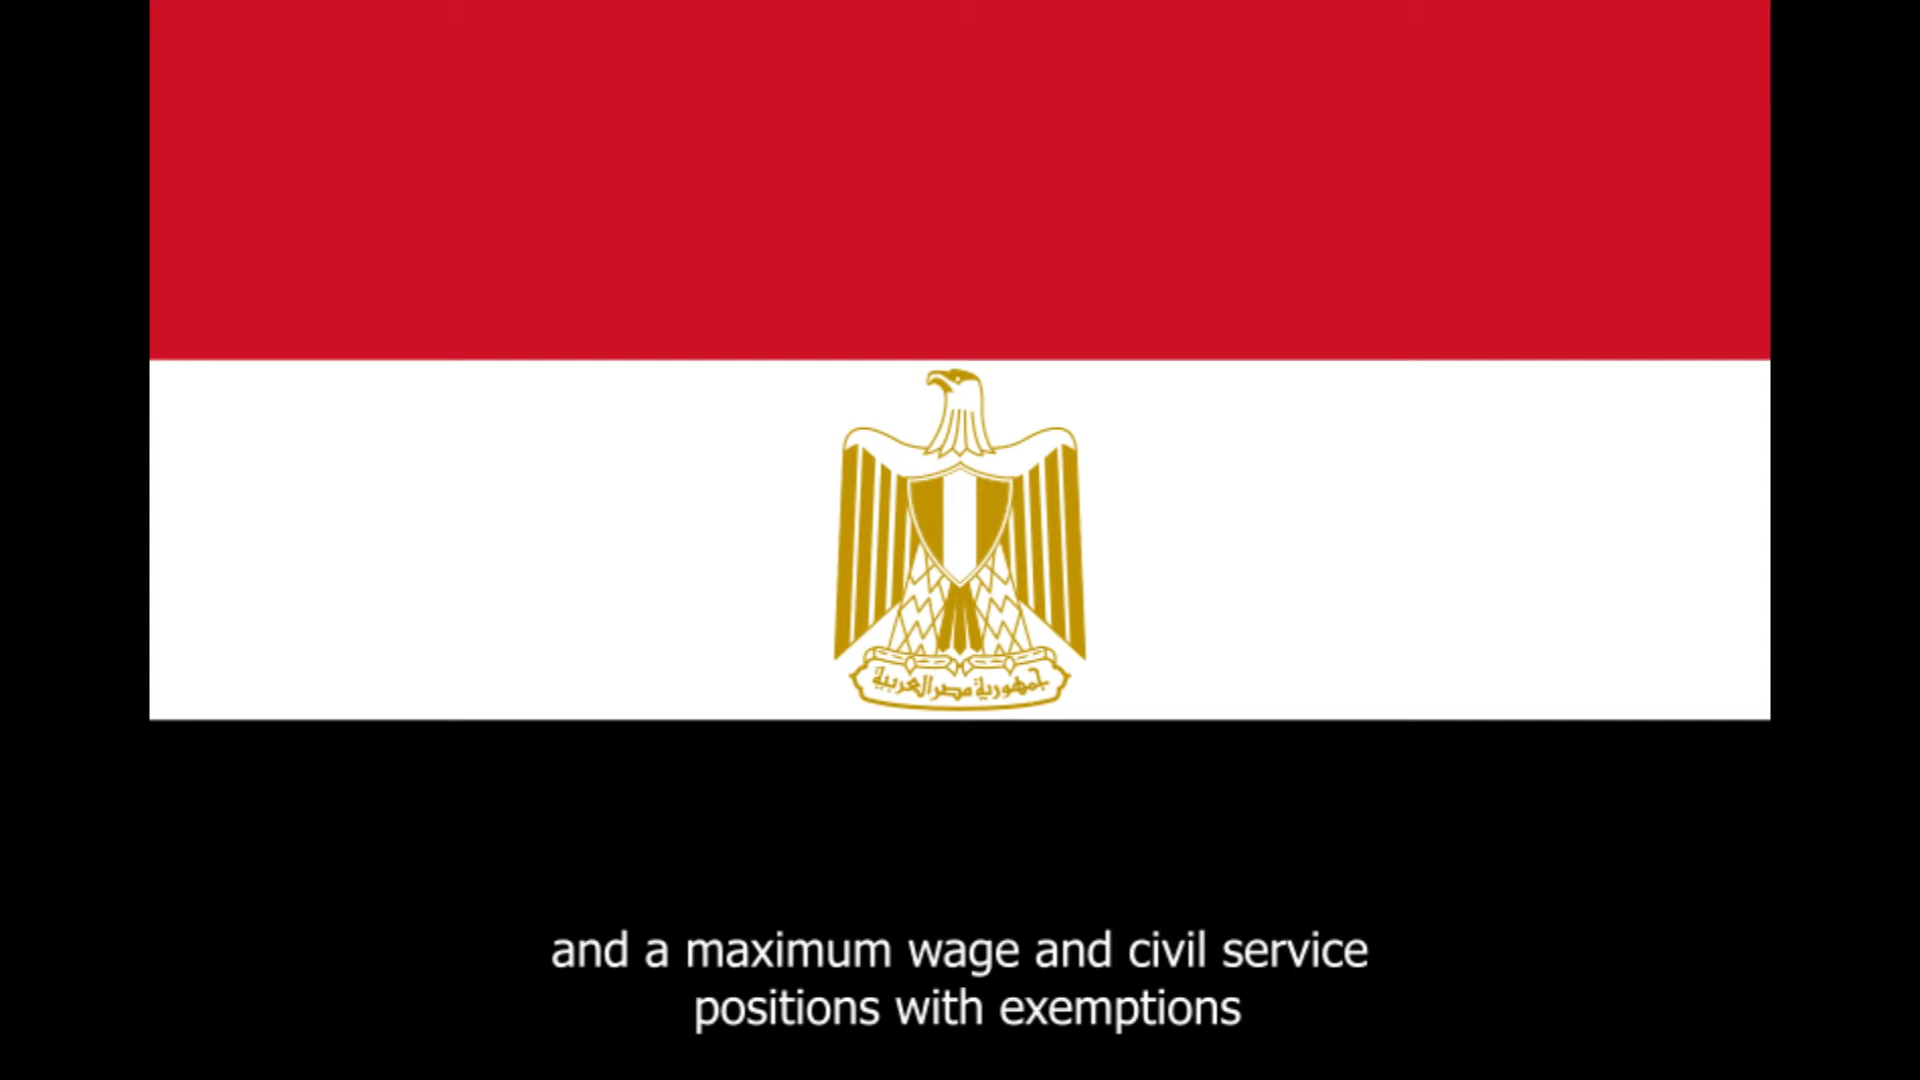 جمهورية مصر العربية
and a maximum wage and civil service
positions with exemptions